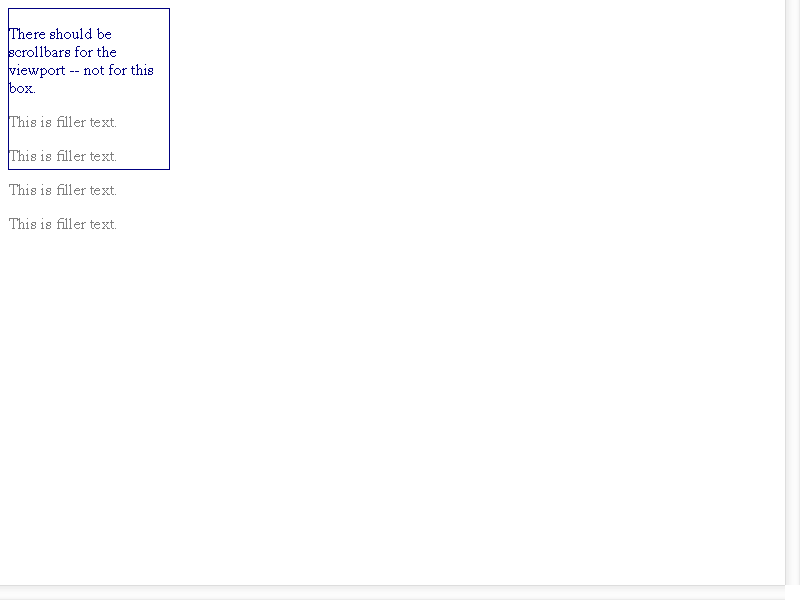 There should be
scrollbars for the
viewport -- not for this
box.
This is filler text.
This is filler text.
This is filler text.
This is filler text.